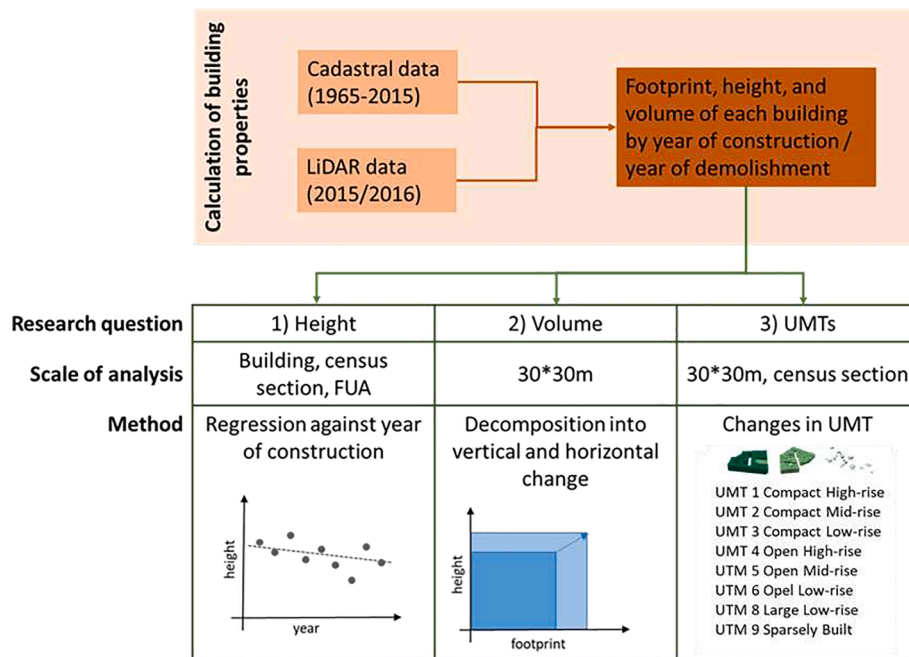 Calculation of building
properties
Cadastral data
(1965-2015)
LiDAR data
(2015/2016)
Footprint, height, and
volume of each building
by year of construction /
year of demolishment
Research question
1) Height
2) Volume
3) UMTs
Scale of analysis
Building, census
section, FUA
30*30m
30*30m, census section
Method
Regression against year
of construction
height
year
Decomposition into
vertical and horizontal
change
height
footprint
Changes in UMT
UMT 1 Compact High-rise
UMT 2 Compact Mid-rise
UMT 3 Compact Low-rise
UMT 4 Open High-rise
UTM 5 Open Mid-rise
UTM 6 Opel Low-rise
UTM 8 Large Low-rise
UTM 9 Sparsely Built